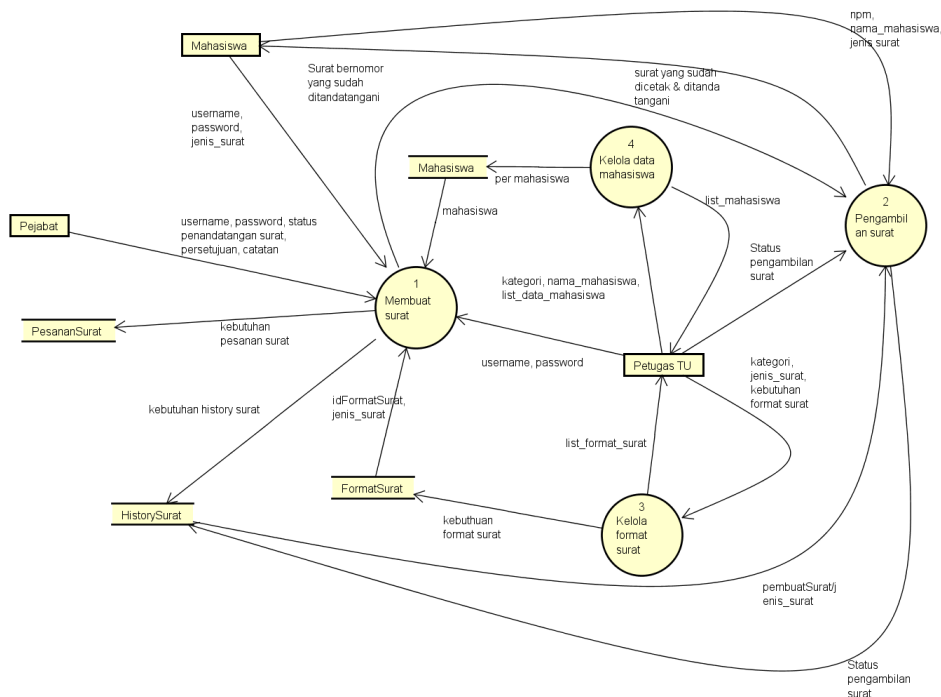 npm,
nama_mahasiswa,
jenis surat
Mahasiswa
Surat bernomor
yang sudah
ditandatangani
surat yang sudah
dicetak & ditanda
tangani
username,
password,
jenis_surat
4
Kelola data
mahasiswa
Mahasiswa
per mahasiswa
list_mahasiswa
mahasiswa
2
Pengambil
an surat
Pejabat
username, password, status
penandatangan surat,
persetujuan, catatan
Status
pengambilan
surat
kategori, nama_mahasiswa,
list_data_mahasiswa
1
Membuat
surat
PesananSurat
kebutuhan
pesanan surat
username, password
Petugas TU
kategori,
jenis_surat,
kebutuhan
format surat
kebutuhan history surat
idFormatSurat,
jenis_surat
list_format_surat
FormatSurat
HistorySurat
kebuthuan
format surat
3
Kelola
format
surat
pembuatSurat/j
enis_surat
Status
pengambilan
surat